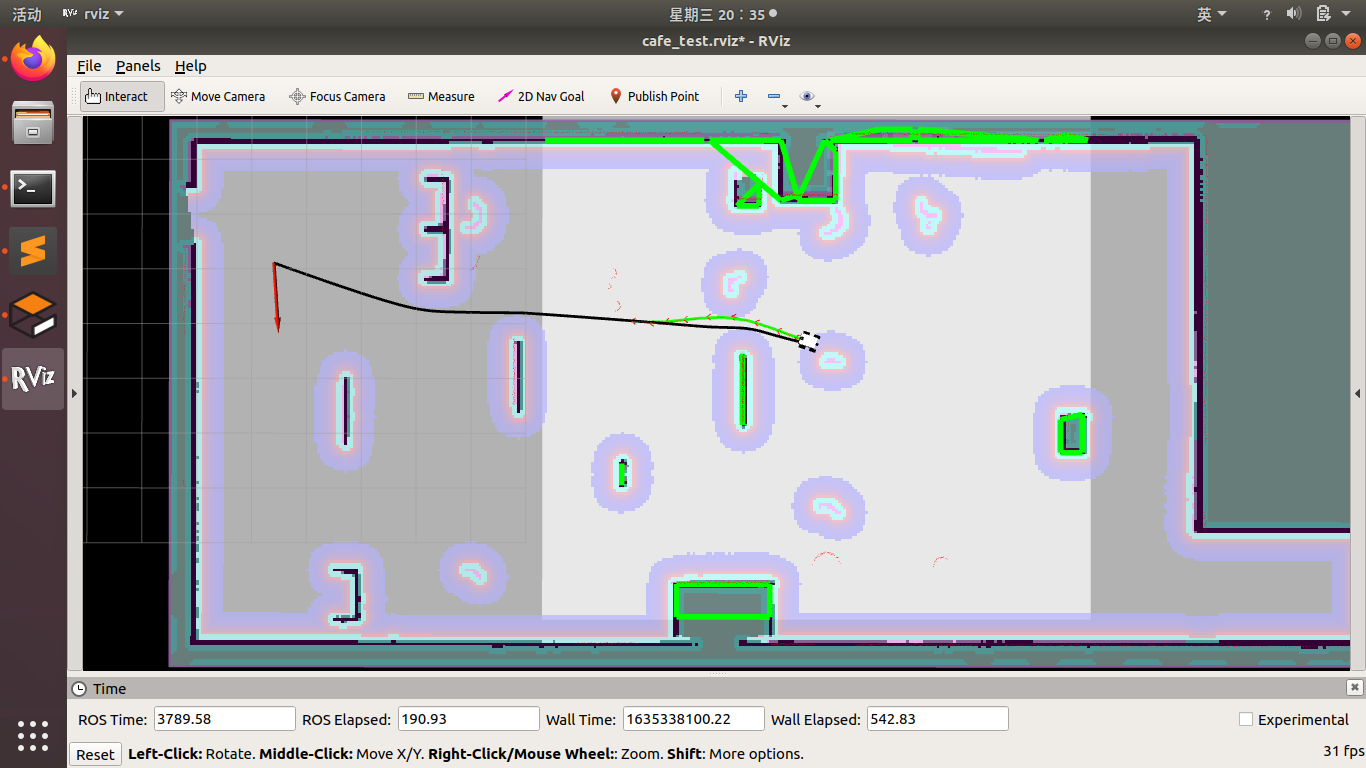 活动 RViz rviz 星期三 20：35 英 ?
cafe_test.rviz* - RViz
File Panels Help
Interact Move Camera Focus Camera Measure 2D Nav Goal Publish Point
>_
S
RViz
Time
ROS Time: 3789.58 ROS Elapsed: 190.93 Wall Time: 1635338100.22 Wall Elapsed: 542.83 Experimental
Reset Left-Click: Rotate. Middle-Click: Move X/Y. Right-Click/Mouse Wheel:: Zoom. Shift: More options. 31 fps